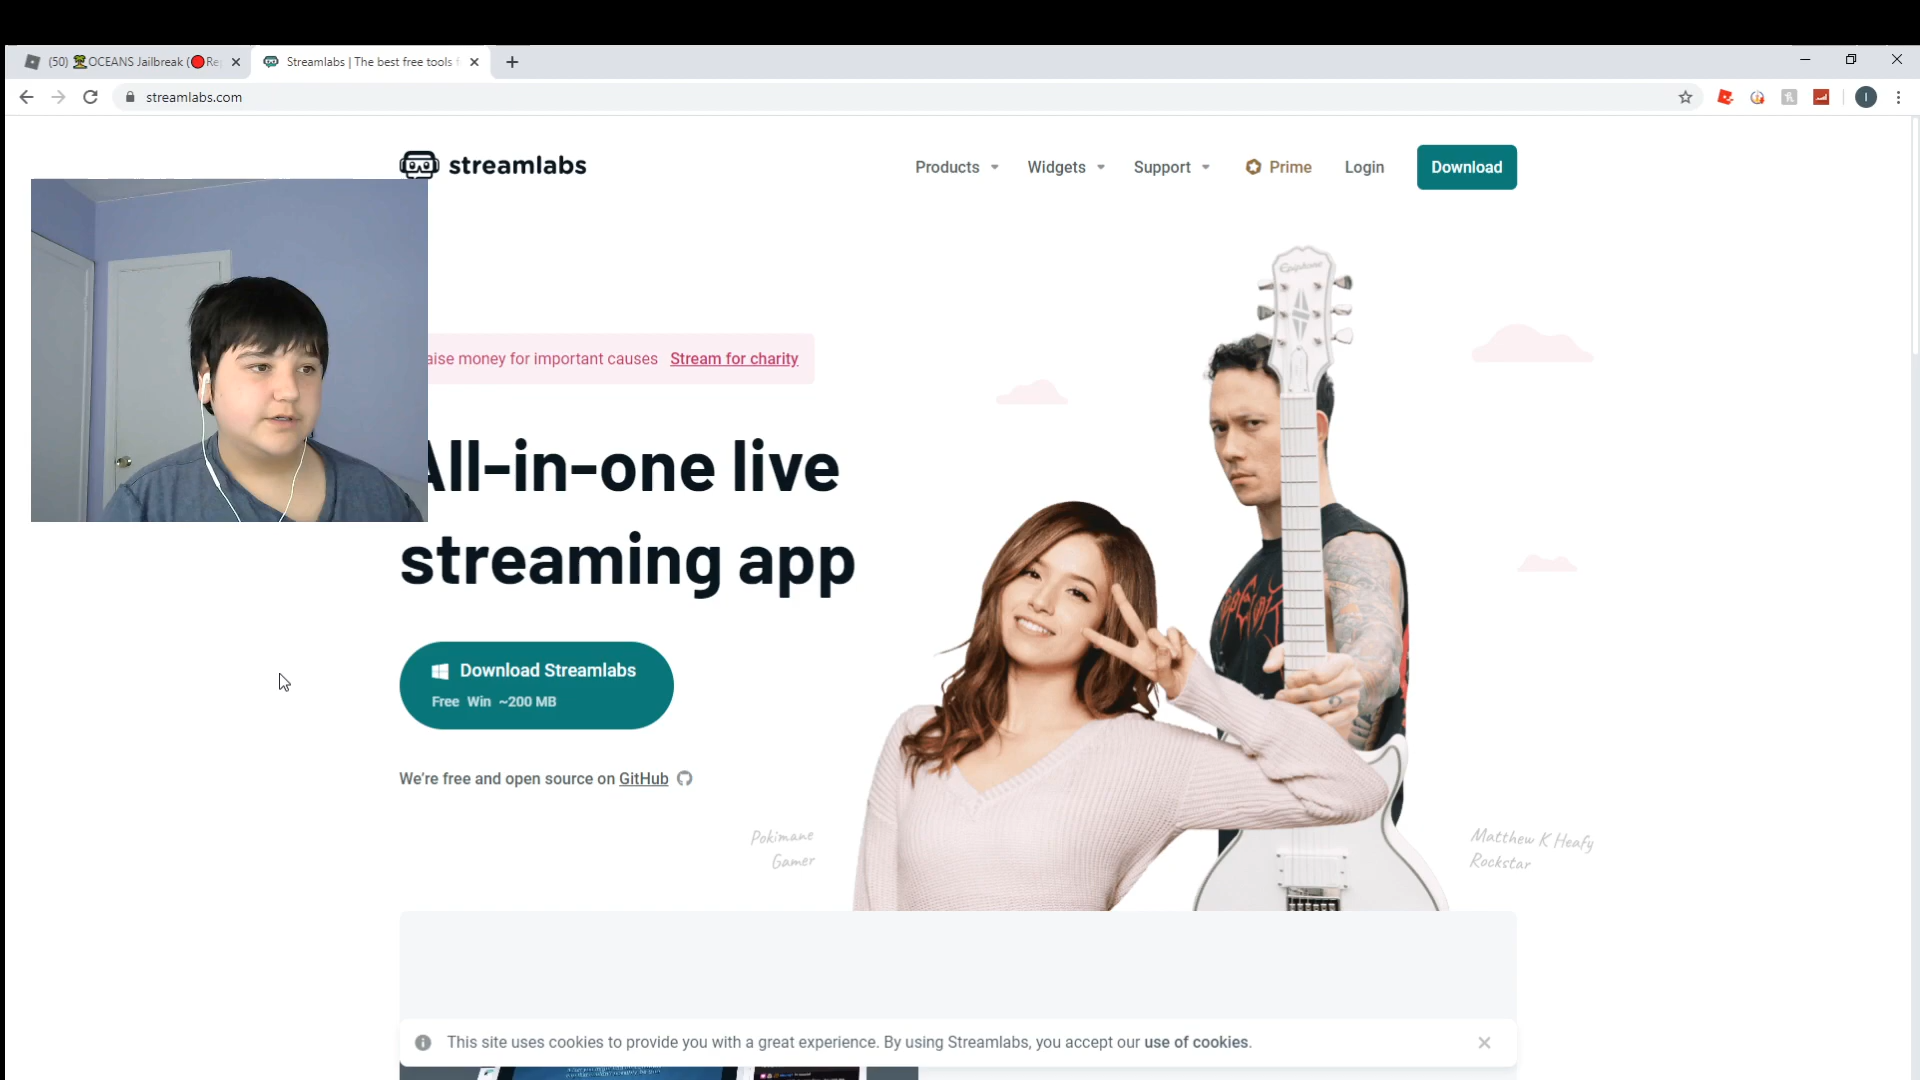 (50) OCEANS Jailbreak (
Streamlabs | The best free tools
streamlabs.com
streamlabs
Products
Widgets
Support
Prime
Login
Download
Epiphone
aise money for important causes Stream for charity
All-in-one live
streaming app
Download Streamlabs
Free Win ~200 MB
We're free and open source on GitHub
Pokimane
Gamer
Matthew K Heafy
Rockstar
This site uses cookies to provide you with a great experience. By using Streamlabs, you accept our use of cookies.